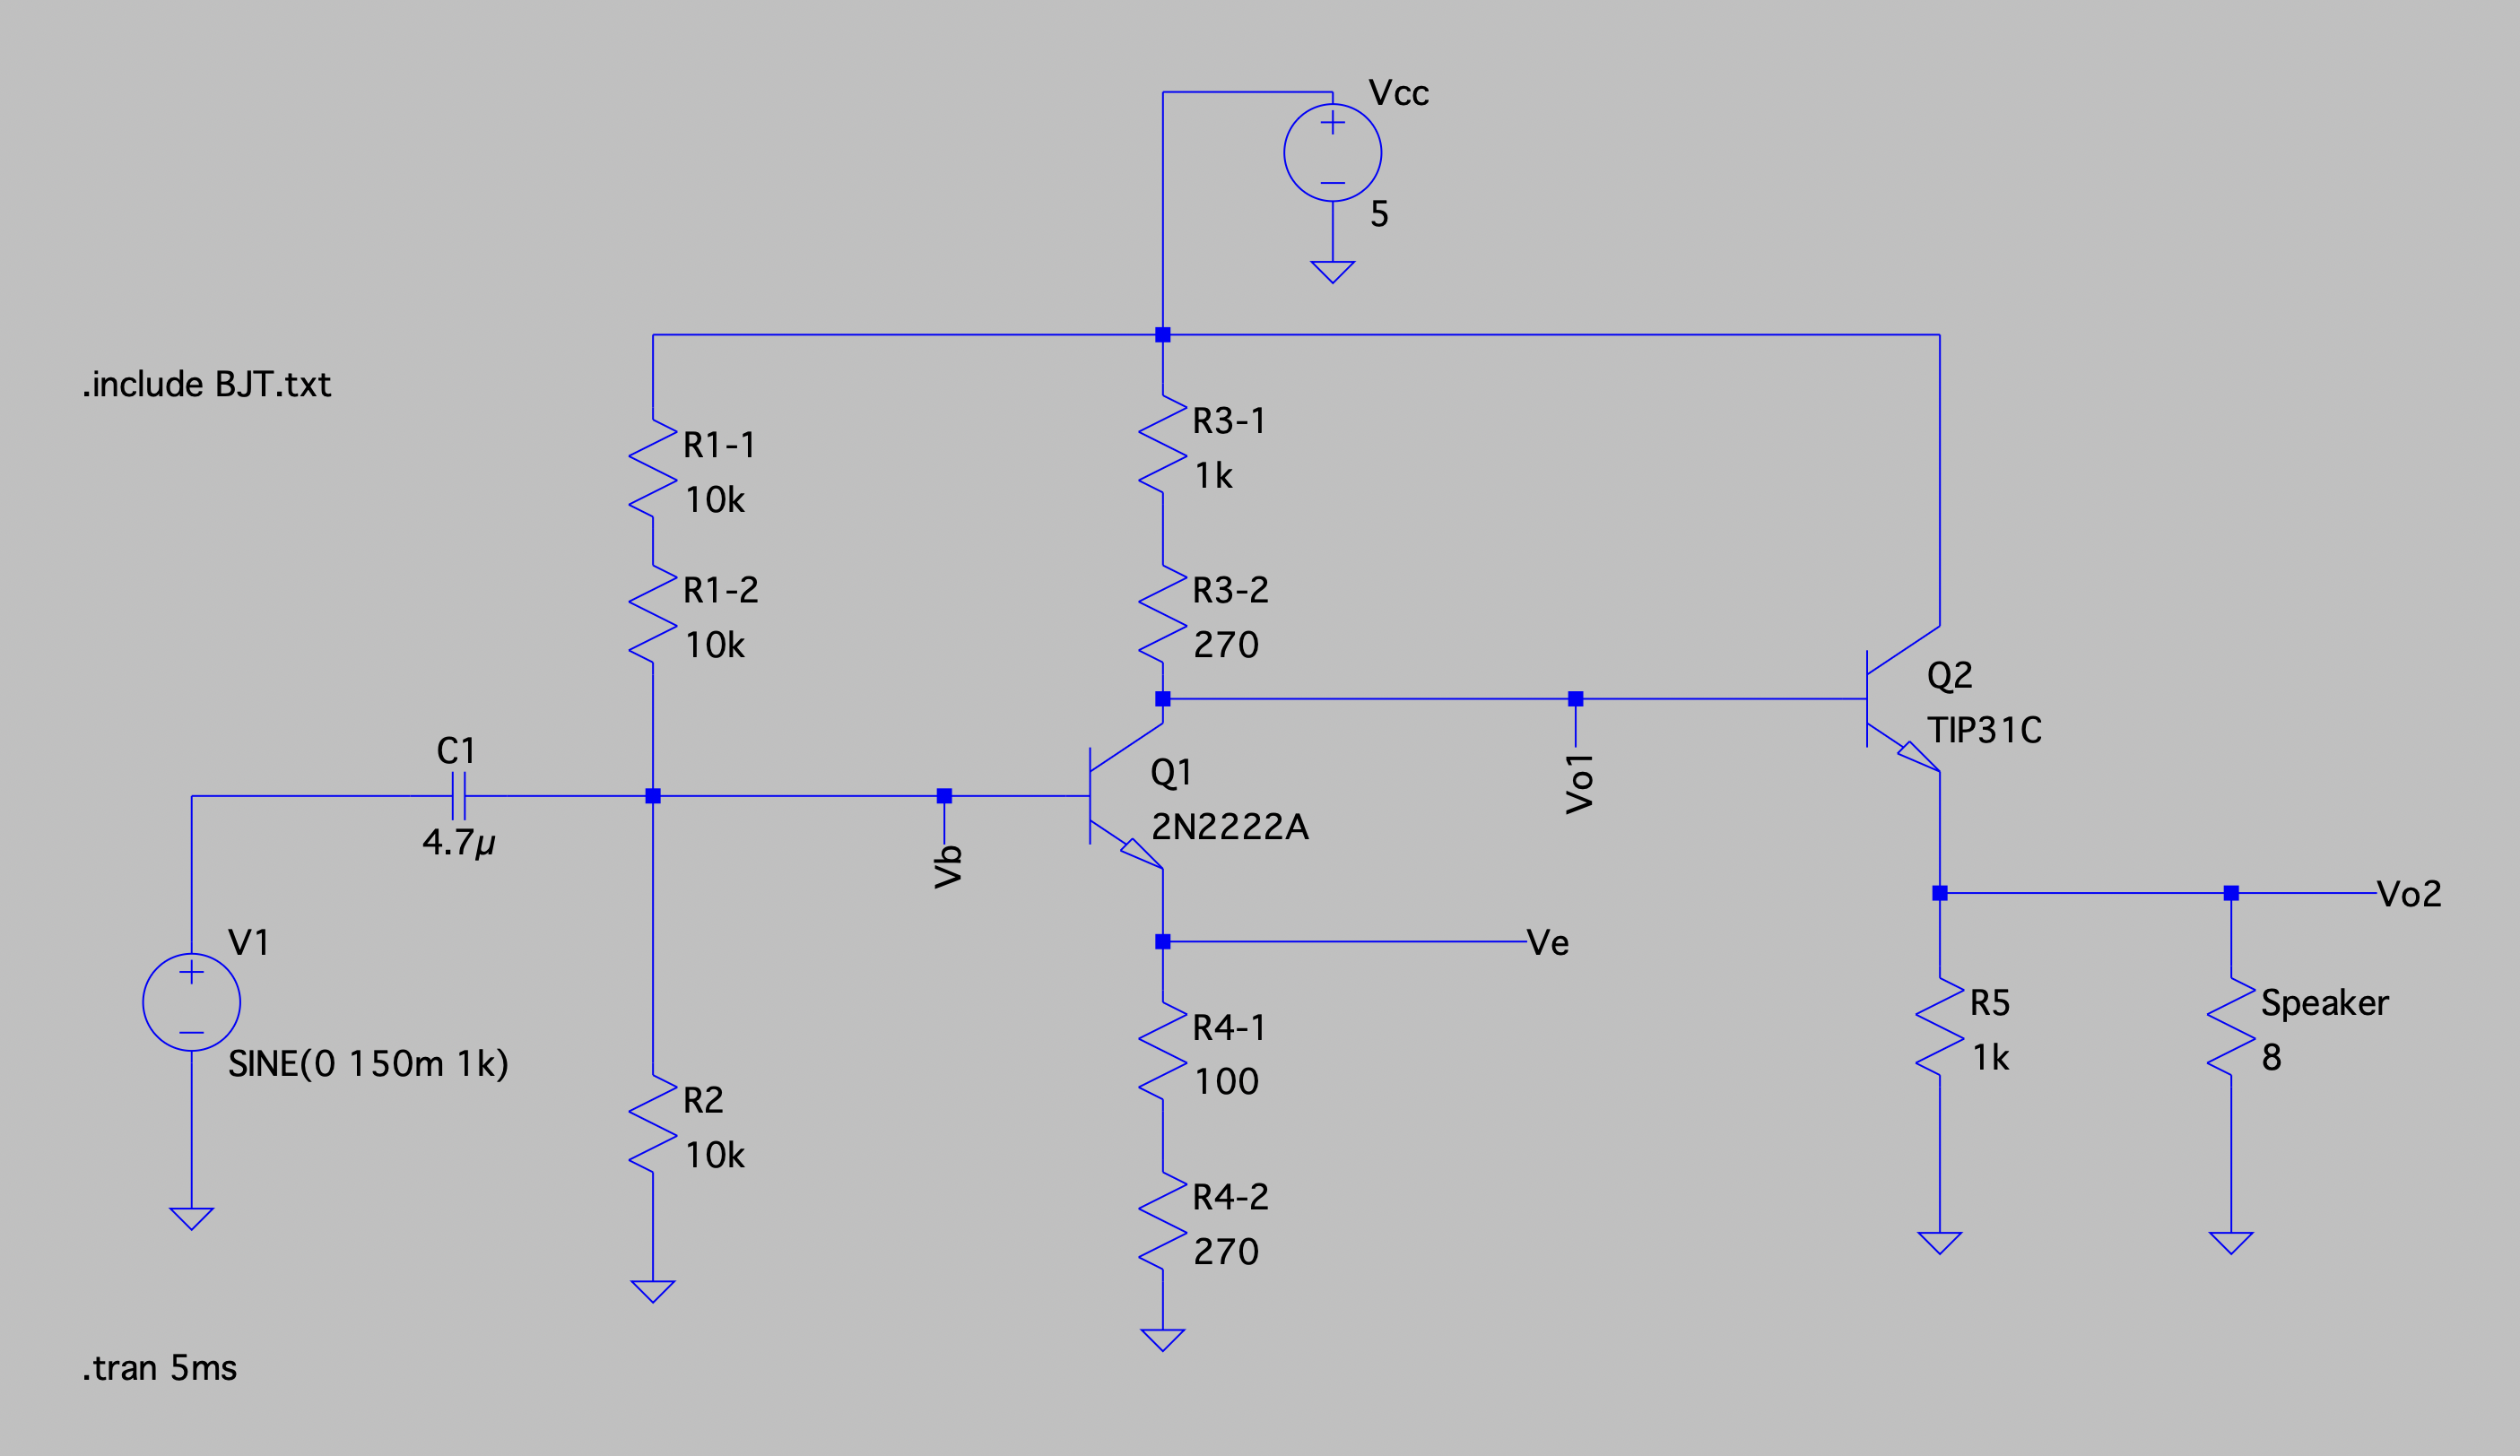 Vcc
5
.include BJT.txt
R1-1
10k
R3-1
1k
R1-2
10k
R3-2
270
Q2
TIP31C
C1
4.7µ
Q1
2N2222A
Vo1
Vb
Vo2
V1
SINE(0 150m 1k)
Ve
R4-1
100
R5
1k
Speaker
8
R2
10k
R4-2
270
.tran 5ms